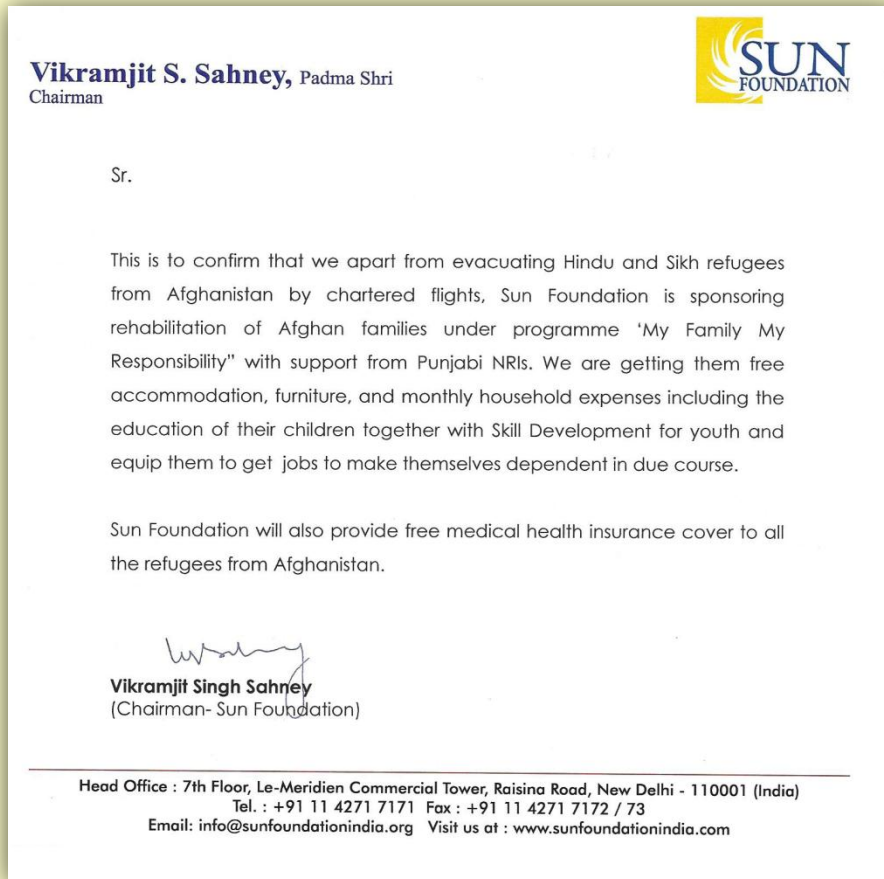 Vikramjit S. Sahney, Padma Shri
Chairman
SUN
FOUNDATION
Sr.
This is to confirm that we apart from evacuating Hindu and Sikh refugees
from Afghanistan by chartered flights, Sun Foundation is sponsoring
rehabilitation of Afghan families under programme ‘My Family My
Responsibility” with support from Punjabi NRIs. We are getting them free
accommodation, furniture, and monthly household expenses including the
education of their children together with Skill Development for youth and
equip them to get jobs to make themselves dependent in due course.
Sun Foundation will also provide free medical health insurance cover to all
the refugees from Afghanistan.
Vikramjit Singh Sahney
(Chairman- Sun Foundation)
Head Office : 7th Floor, Le-Meridien Commercial Tower, Raisina Road, New Delhi - 110001 (India)
Tel. : +91 11 4271 7171 Fax : +91 11 4271 7172 / 73
Email: info@sunfoundationindia.org Visit us at : www.sunfoundationindia.com